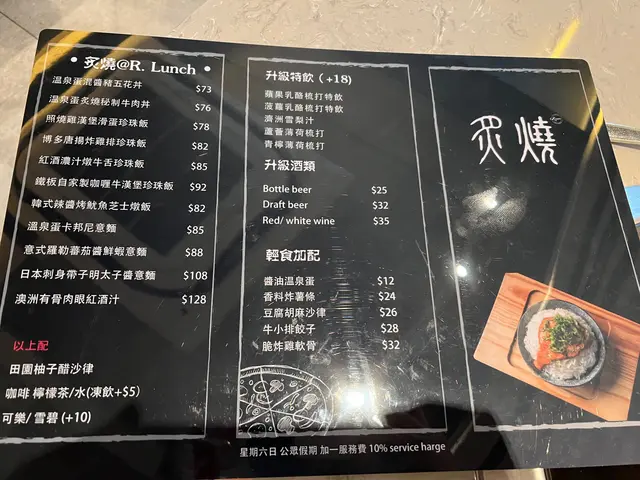 炙燒@R. Lunch
溫泉蛋混醬豬五花丼 $73
溫泉蛋炙燒秘制牛肉丼 $76
照燒雞漢堡滑蛋珍珠飯 $78
博多唐揚炸雞排珍珠飯 $82
紅酒濃汁燉牛舌珍珠飯 $85
鐵板自家製咖喱牛漢堡珍珠飯 $92
韓式辣醬烤魷魚芝士燉飯 $82
溫泉蛋卡邦尼意麵 $85
意式羅勒蕃茄醬鮮蝦意麵 $88
日本刺身帶子明太子醬意麵 $108
澳洲有骨肉眼紅酒汁 $128
以上配
田園柚子醋沙律
咖啡 檸檬茶/水(凍飲+$5)
可樂/ 雪碧 (+10)
升級特飲 (+18)
蘋果乳酪梳打特飲
菠蘿乳酪梳打特飲
濟洲雪梨汁
蘆薈薄荷梳打
青檸薄荷梳打
升級酒類
Bottle beer $25
Draft beer $32
Red/ white wine $35
輕食加配
醬油溫泉蛋 $12
香料炸薯條 $24
豆腐胡麻沙律 $26
牛小排餃子 $28
脆炸雞軟骨 $32
星期六日 公眾假期 加一服務費 10% service harge
炙燒